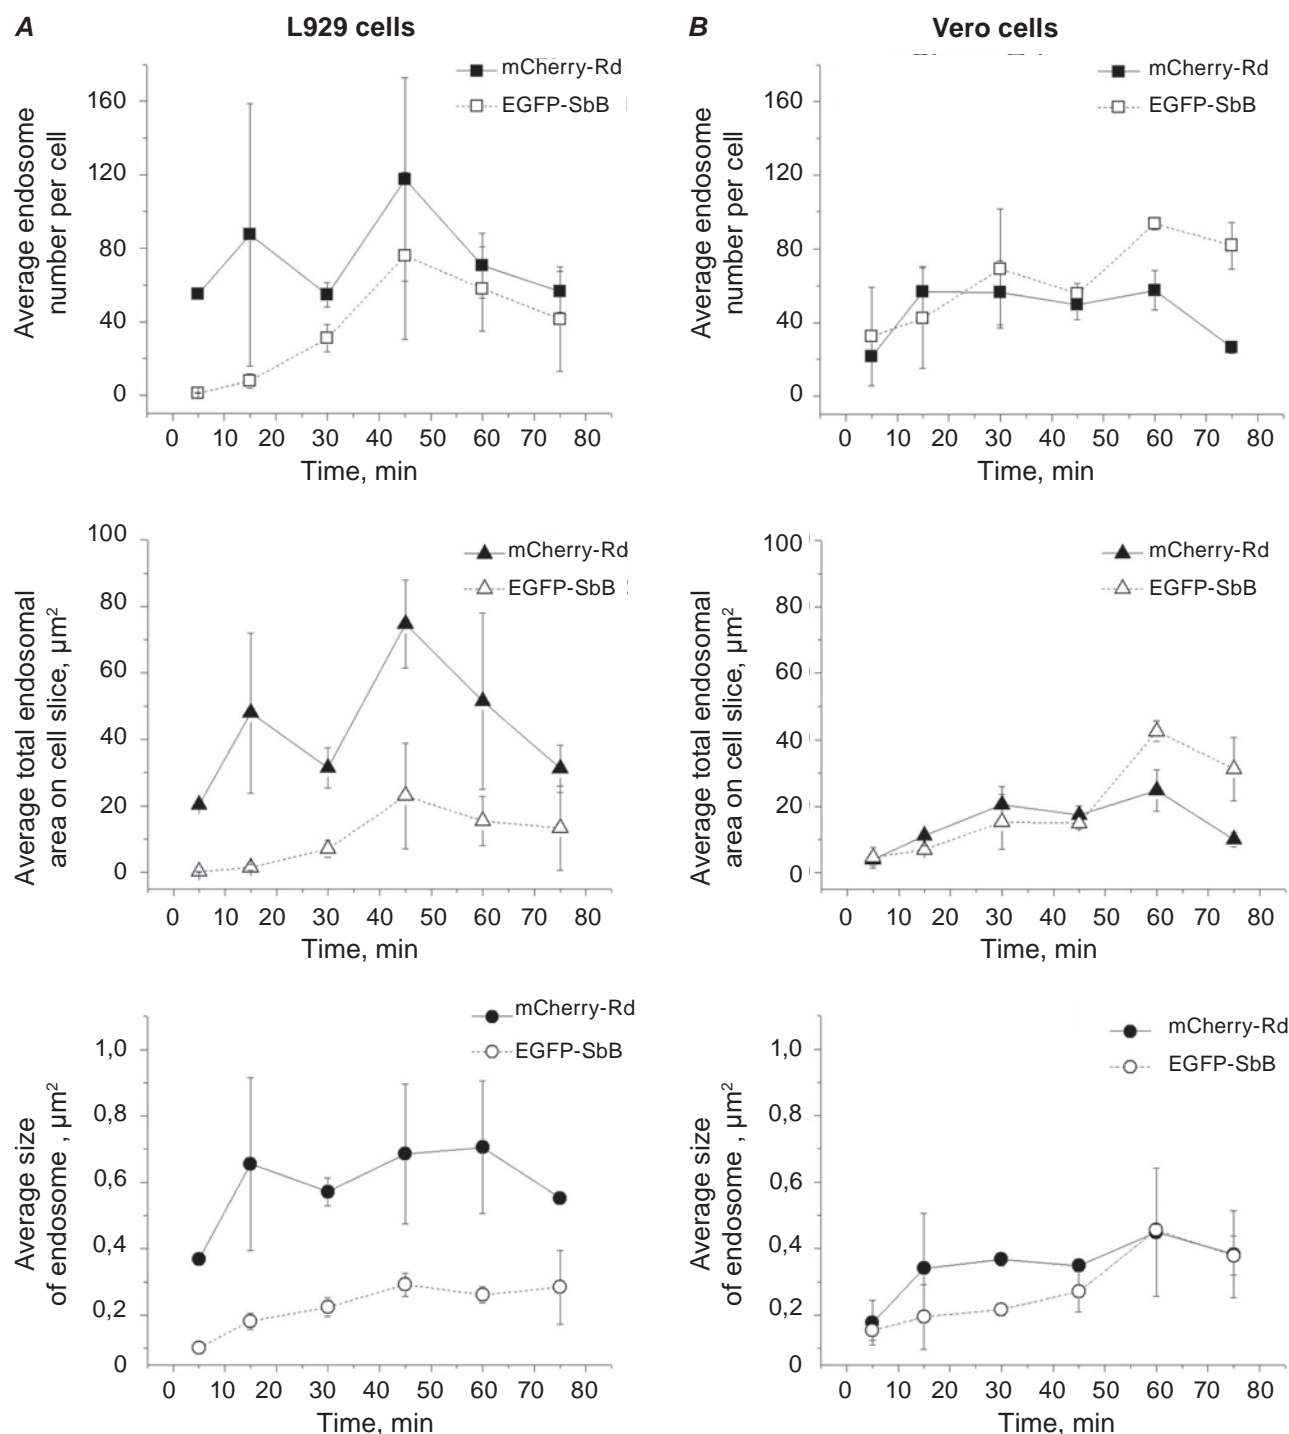 A
L929 cells
B
Vero cells
mCherry-Rd
EGFP-SbB
160
120
80
40
0
Average endosome
number per cell
0 10 20 30 40 50 60 70 80
Time, min
mCherry-Rd
EGFP-SbB
160
120
80
40
0
Average endosome
number per cell
0 10 20 30 40 50 60 70 80
Time, min
mCherry-Rd
EGFP-SbB
100
80
60
40
20
0
Average total endosomal
area on cell slice, µm²
0 10 20 30 40 50 60 70 80
Time, min
mCherry-Rd
EGFP-SbB
100
80
60
40
20
0
Average total endosomal
area on cell slice, µm²
0 10 20 30 40 50 60 70 80
Time, min
mCherry-Rd
EGFP-SbB
1,0
0,8
0,6
0,4
0,2
0
Average size
of endosome , µm²
0 10 20 30 40 50 60 70 80
Time, min
mCherry-Rd
EGFP-SbB
1,0
0,8
0,6
0,4
0,2
0
Average size
of endosome , µm²
0 10 20 30 40 50 60 70 80
Time, min